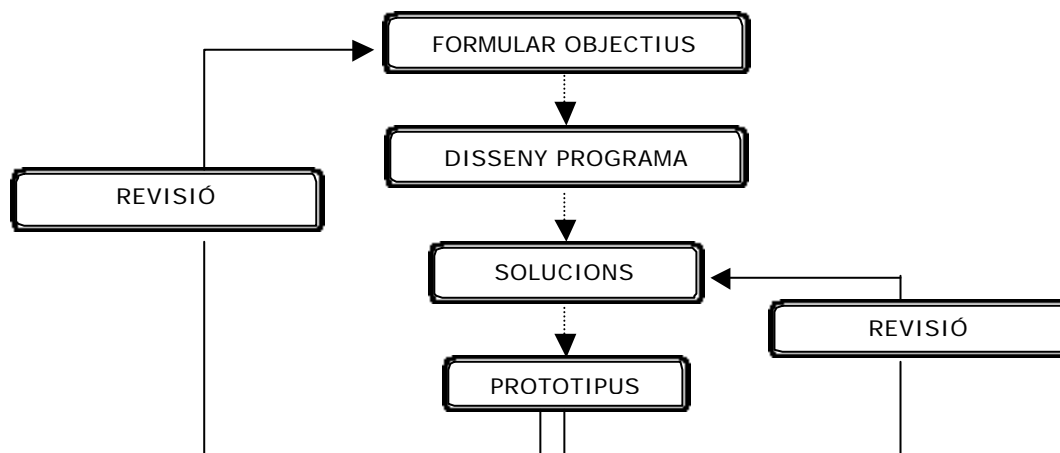 FORMULAR OBJECTIUS
DISSENY PROGRAMA
REVISIÓ
SOLUCIONS
REVISIÓ
PROTOTIPUS